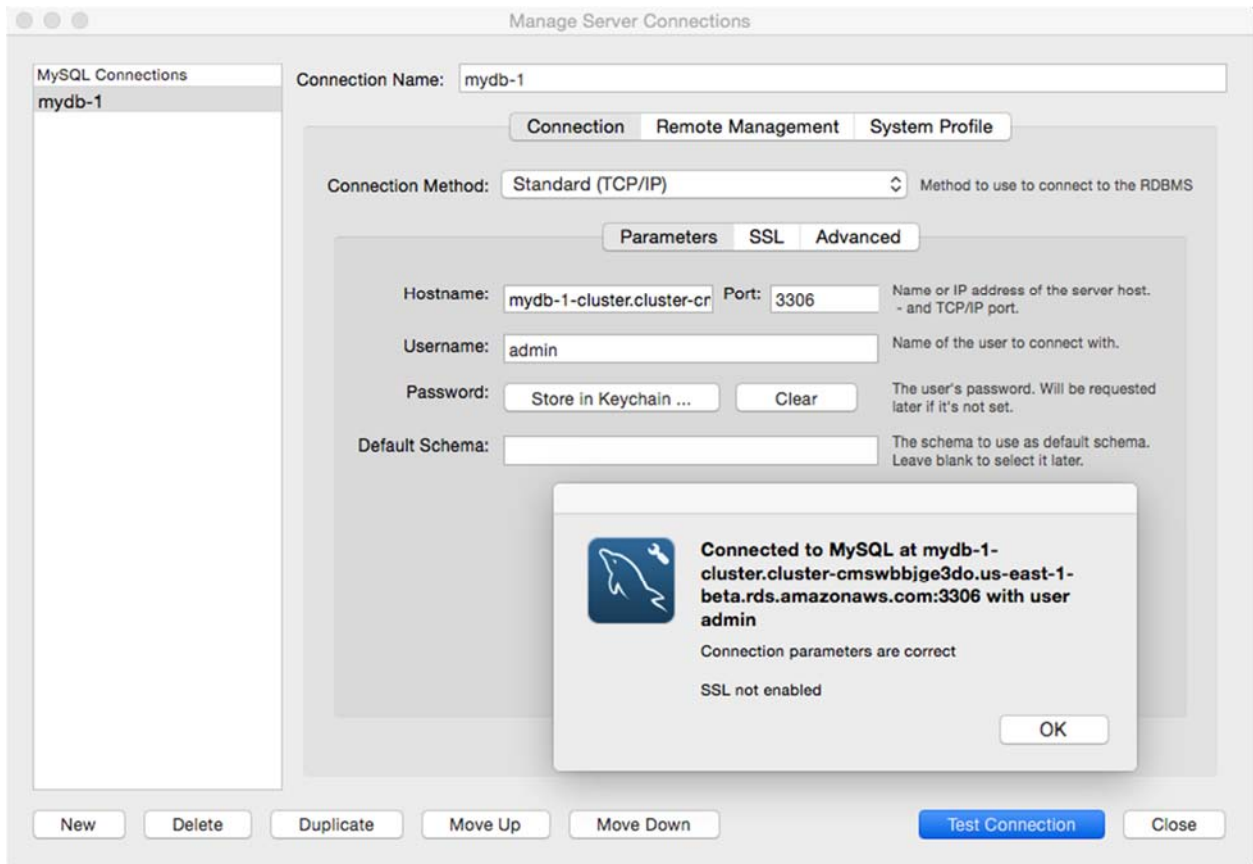 Manage Server Connections
MySQL Connections
mydb-1
Connection Name: mydb-1
Connection Remote Management System Profile
Connection Method: Standard (TCP/IP) Method to use to connect to the RDBMS
Parameters SSL Advanced
Hostname: mydb-1-cluster.cluster-cr Port: 3306 Name or IP address of the server host.
- and TCP/IP port.
Username: admin Name of the user to connect with.
Password: Store in Keychain ... Clear The user's password. Will be requested
later if it's not set.
Default Schema: The schema to use as default schema.
Leave blank to select it later.
Connected to MySQL at mydb-1-
cluster.cluster-cmswbbjge3do.us-east-1-
beta.rds.amazonaws.com:3306 with user
admin
Connection parameters are correct
SSL not enabled
OK
New Delete Duplicate Move Up Move Down Test Connection Close